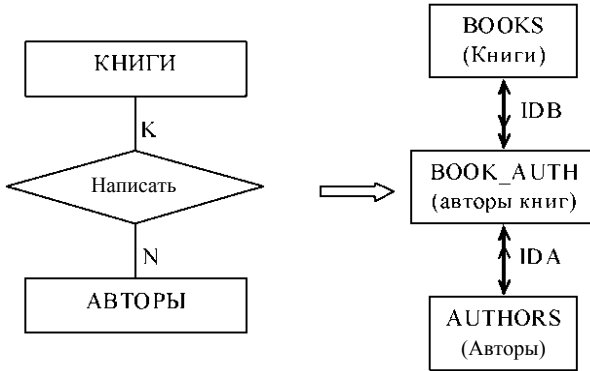 КНИГИ
K
Написать
N
АВТОРЫ
BOOKS
(Книги)
IDB
BOOK_AUTH
(авторы книг)
IDA
AUTHORS
(Авторы)